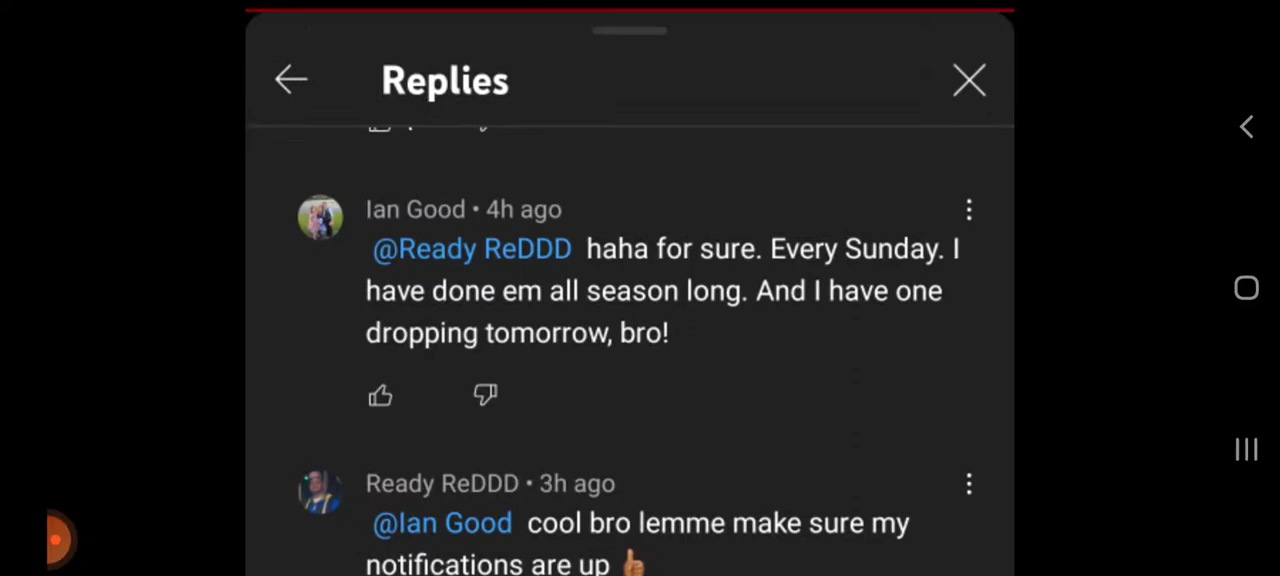 Replies
Ian Good • 4h ago
@Ready ReDDD haha for sure. Every Sunday. I
have done em all season long. And I have one
dropping tomorrow, bro!
Ready ReDDD • 3h ago
@Ian Good cool bro lemme make sure my
notifications are up 👍🏾